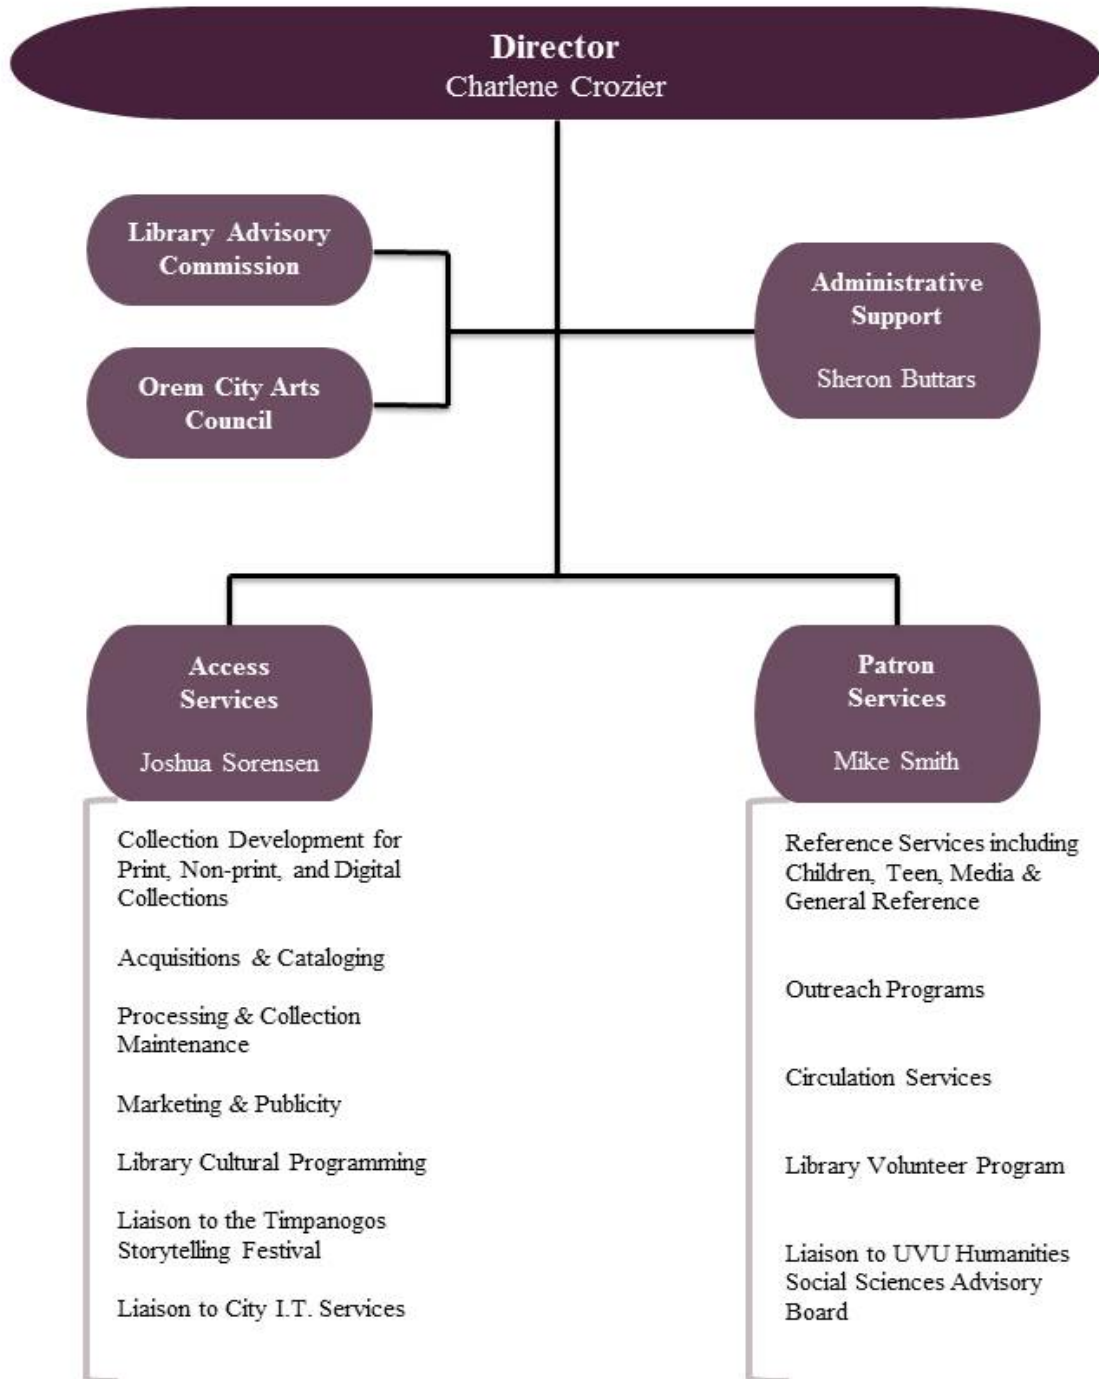 Director
Charlene Crozier
Library Advisory
Commission
Orem City Arts
Council
Administrative
Support
Sheron Buttars
Access
Services
Joshua Sorensen
Collection Development for
Print, Non-print, and Digital
Collections
Acquisitions & Cataloging
Processing & Collection
Maintenance
Marketing & Publicity
Library Cultural Programming
Liaison to the Timpanogos
Storytelling Festival
Liaison to City I.T. Services
Patron
Services
Mike Smith
Reference Services including
Children, Teen, Media &
General Reference
Outreach Programs
Circulation Services
Library Volunteer Program
Liaison to UVU Humanities
Social Sciences Advisory
Board